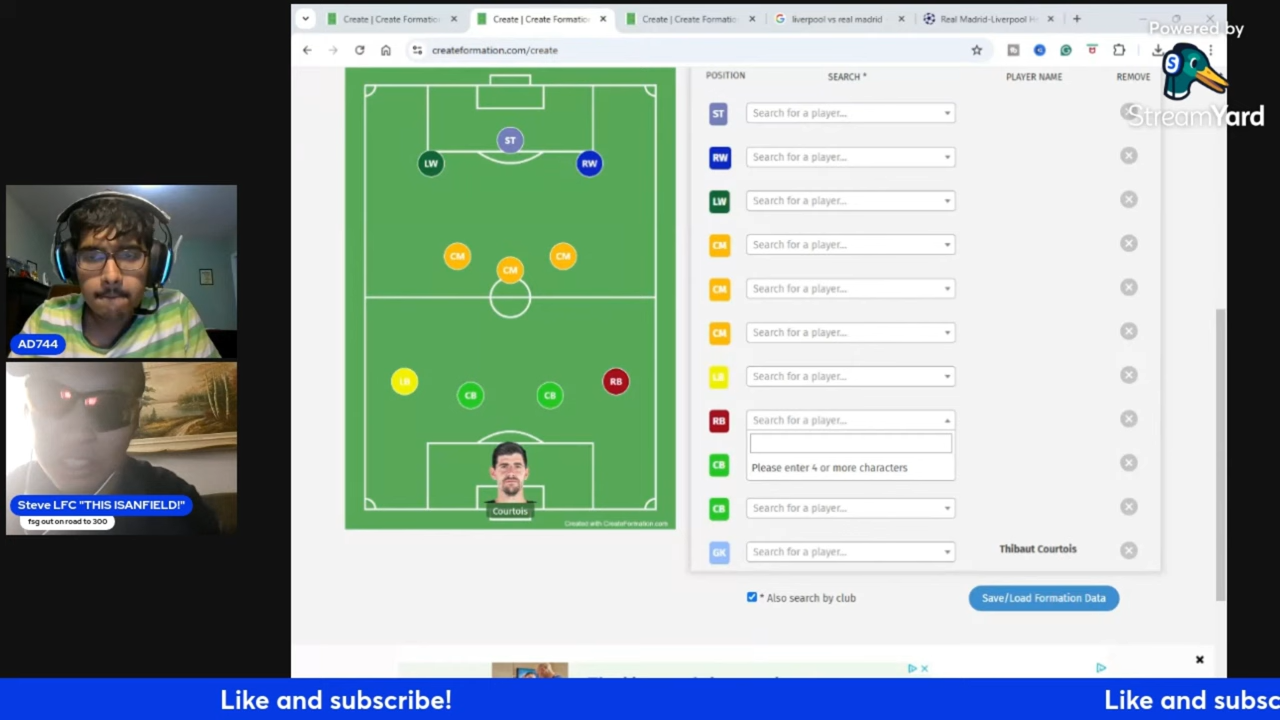 Create | Create Formatio
Create | Create Formatio
Create | Create Formatio
liverpool vs real madrid
Real Madrid-Liverpool H
createformation.com/create
Powered by
StreamYard
POSITION
SEARCH *
PLAYER NAME
REMOVE
ST
Search for a player...
RW
Search for a player...
LW
Search for a player...
CM
Search for a player...
CM
Search for a player...
CM
Search for a player...
LB
Search for a player...
RB
Search for a player...
Please enter 4 or more characters
CB
CB
Search for a player...
GK
Search for a player...
Thibaut Courtois
* Also search by club
Save/Load Formation Data
ST
LW
RW
CM
CM
CM
LB
CB
CB
RB
Courtois
Created with CreateFormation.com
AD744
Steve LFC "THIS ISANFIELD!"
fsg out on road to 300
Like and subscribe!
Like and subsc